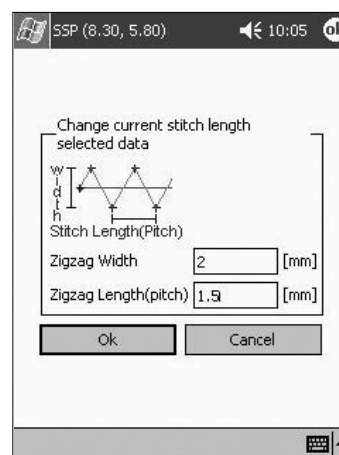 SSP (8.30, 5.80) 10:05 ok
Change current stitch length
selected data
Width
Stitch Length(Pitch)
Zigzag Width 2 [mm]
Zigzag Length(pitch) 1.5 [mm]
Ok Cancel